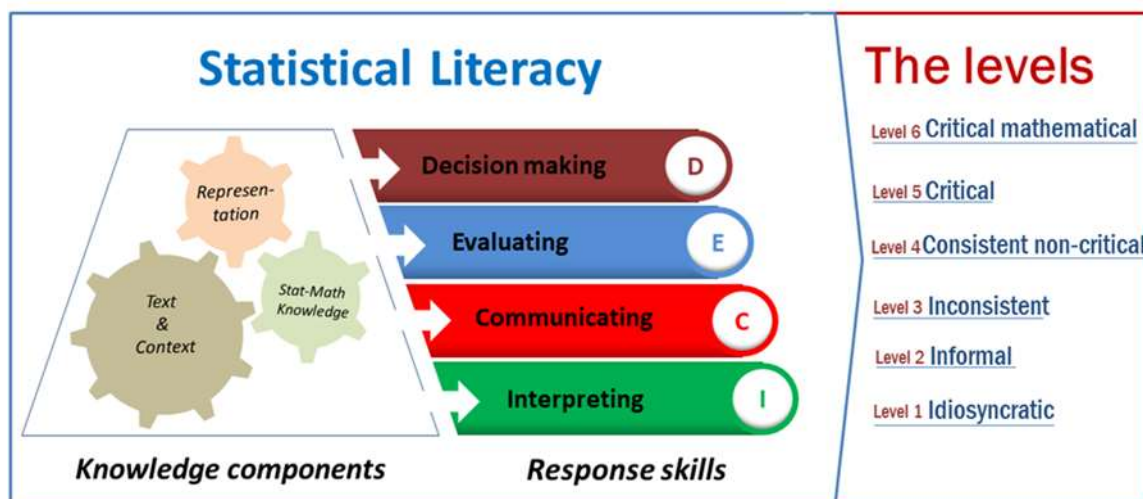 Statistical Literacy
Represen-
tation
Text
&
Context
Stat-Math
Knowledge
Decision making
D
Evaluating
E
Communicating
C
Interpreting
I
Knowledge components
Response skills
The levels
Level 6 Critical mathematical
Level 5 Critical
Level 4 Consistent non-critical
Level 3 Inconsistent
Level 2 Informal
Level 1 Idiosyncratic